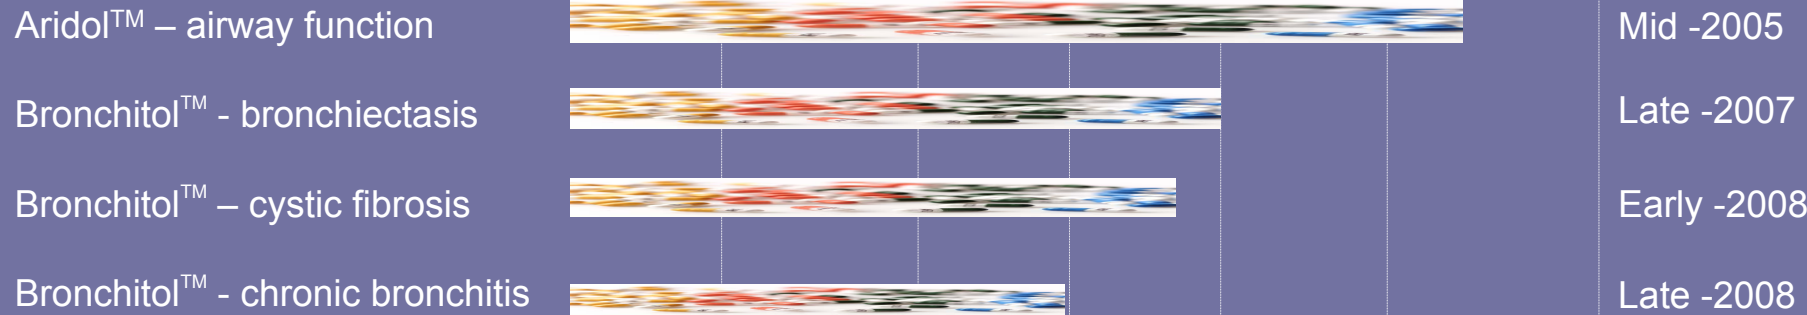 Aridol™ – airway function Mid -2005
Bronchitol™ - bronchiectasis Late -2007
Bronchitol™ – cystic fibrosis Early -2008
Bronchitol™ - chronic bronchitis Late -2008